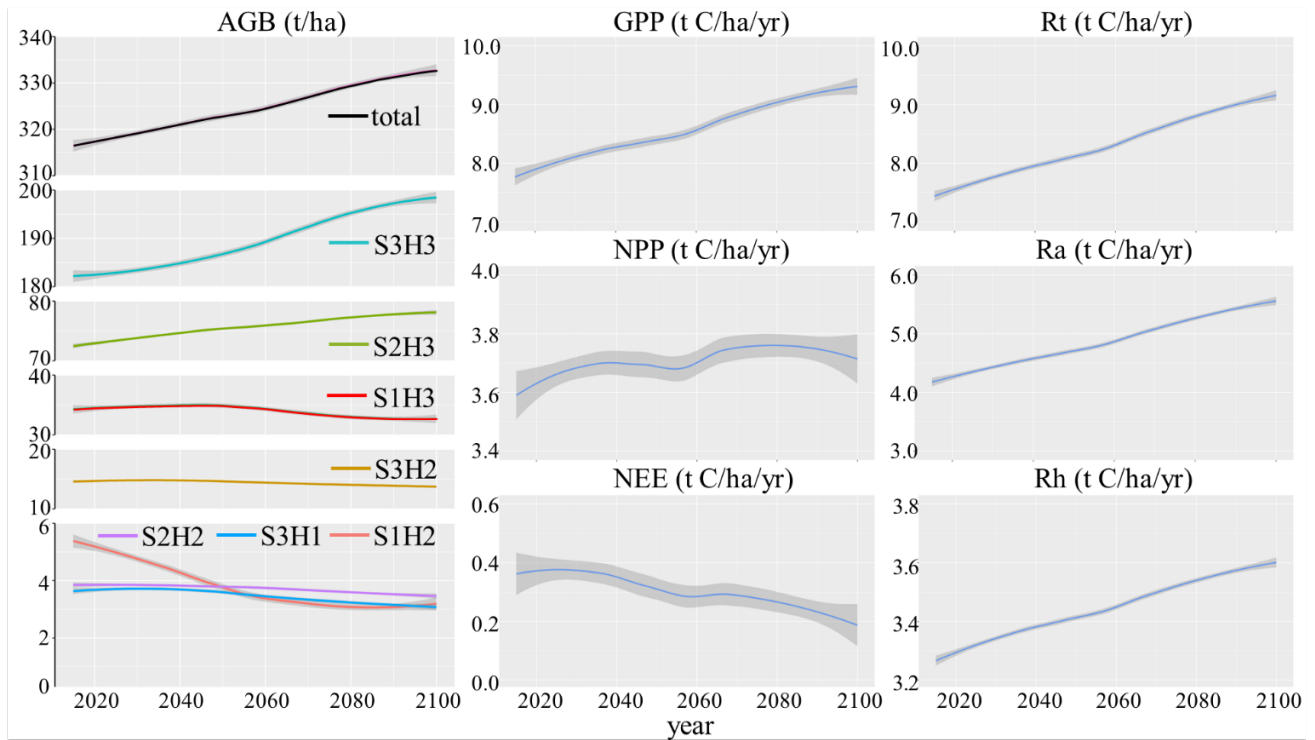 AGB (t/ha)
340
330
320
310
total
200
190
180
S3H3
80
70
S2H3
40
30
S1H3
20
10
S3H2
6
4
2
0
S2H2 S3H1 S1H2
2020 2040 2060 2080 2100
GPP (t C/ha/yr)
10.0
9.0
8.0
7.0
NPP (t C/ha/yr)
4.0
3.8
3.6
3.4
NEE (t C/ha/yr)
0.6
0.4
0.2
0.0
2020 2040 2060 2080 2100
year
Rt (t C/ha/yr)
10.0
9.0
8.0
7.0
Ra (t C/ha/yr)
6.0
5.0
4.0
3.0
Rh (t C/ha/yr)
3.8
3.6
3.4
3.2
2020 2040 2060 2080 2100